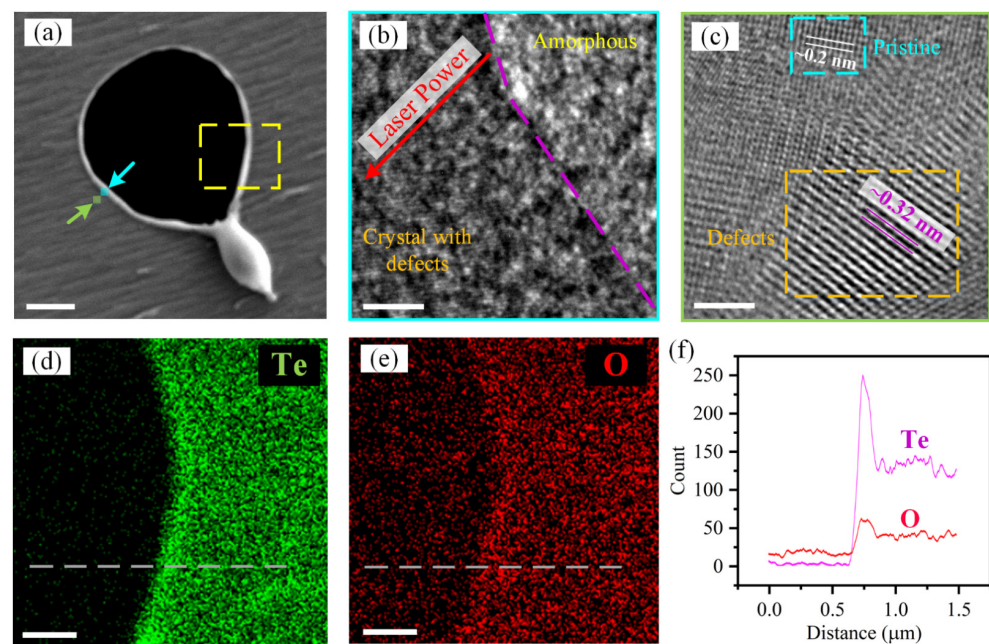 (a)
(b)
Amorphous
Laser Power
Crystal with
defects
(c)
~0.2 nm
Pristine
~0.32 nm
Defects
(d)
Te
(e)
O
(f)
250
200
150
100
50
0
Count
Te
O
0.0
0.5
1.0
1.5
Distance (μm)